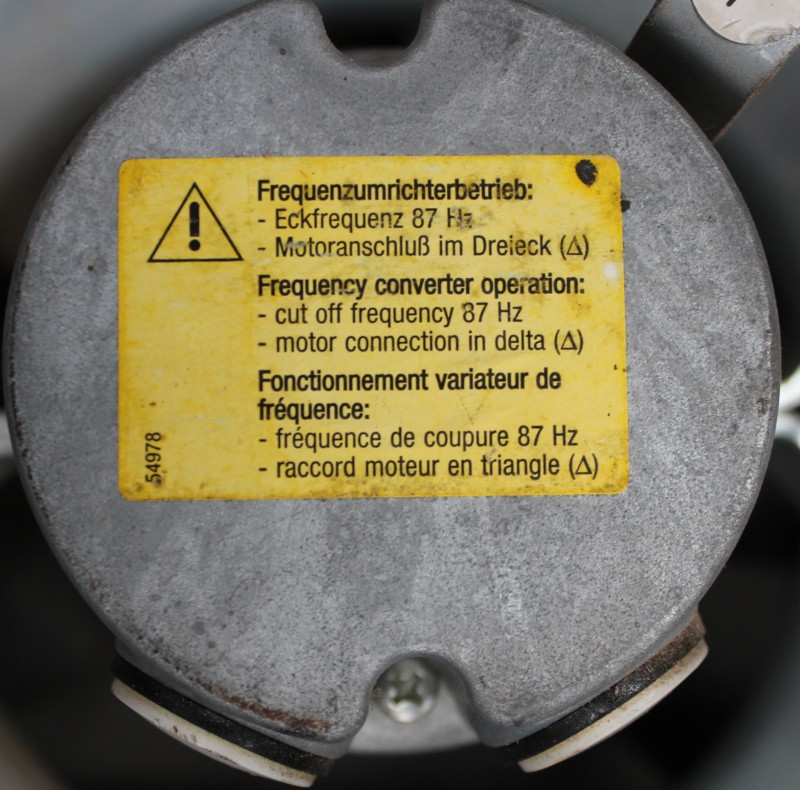 Frequenzumrichterbetrieb:
- Eckfrequenz 87 Hz
- Motoranschluß im Dreieck (Δ)
Frequency converter operation:
- cut off frequency 87 Hz
- motor connection in delta (Δ)
Fonctionnement variateur de
fréquence:
- fréquence de coupure 87 Hz
- raccord moteur en triangle (Δ)
54978